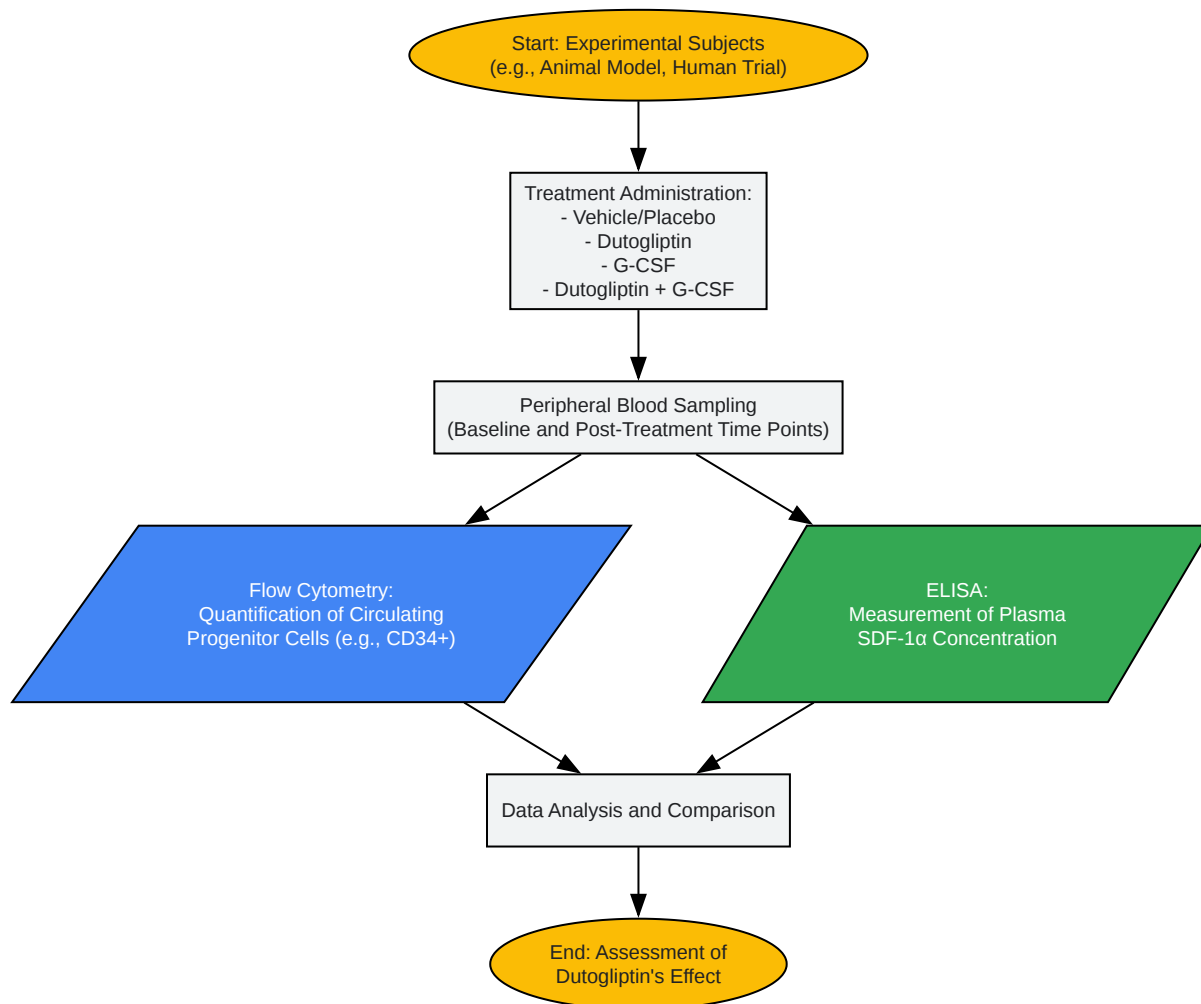 Start: Experimental Subjects
(e.g., Animal Model, Human Trial)
Treatment Administration:
- Vehicle/Placebo
- Dutogliptin
- G-CSF
- Dutogliptin + G-CSF
Peripheral Blood Sampling
(Baseline and Post-Treatment Time Points)
Flow Cytometry:
Quantification of Circulating
Progenitor Cells (e.g., CD34+)
ELISA:
Measurement of Plasma
SDF-1α Concentration
Data Analysis and Comparison
End: Assessment of
Dutogliptin's Effect